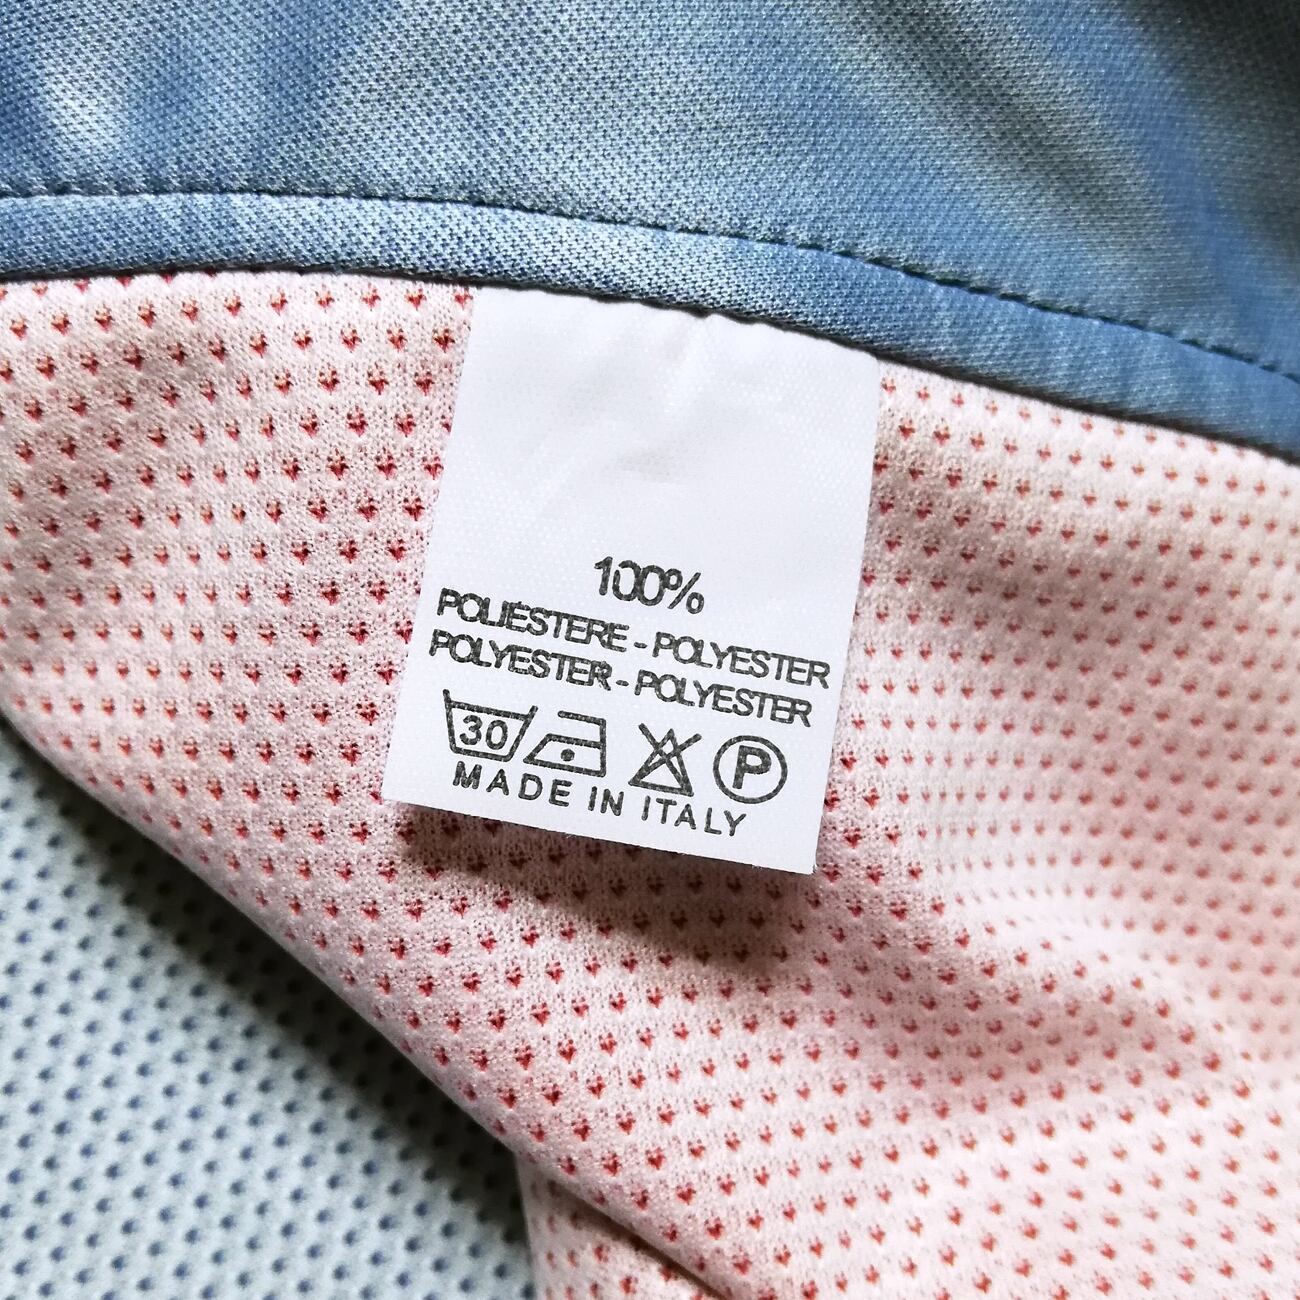 100%
POLIESTERE - POLYESTER
POLYESTER - POLYESTER
30 P
MADE IN ITALY